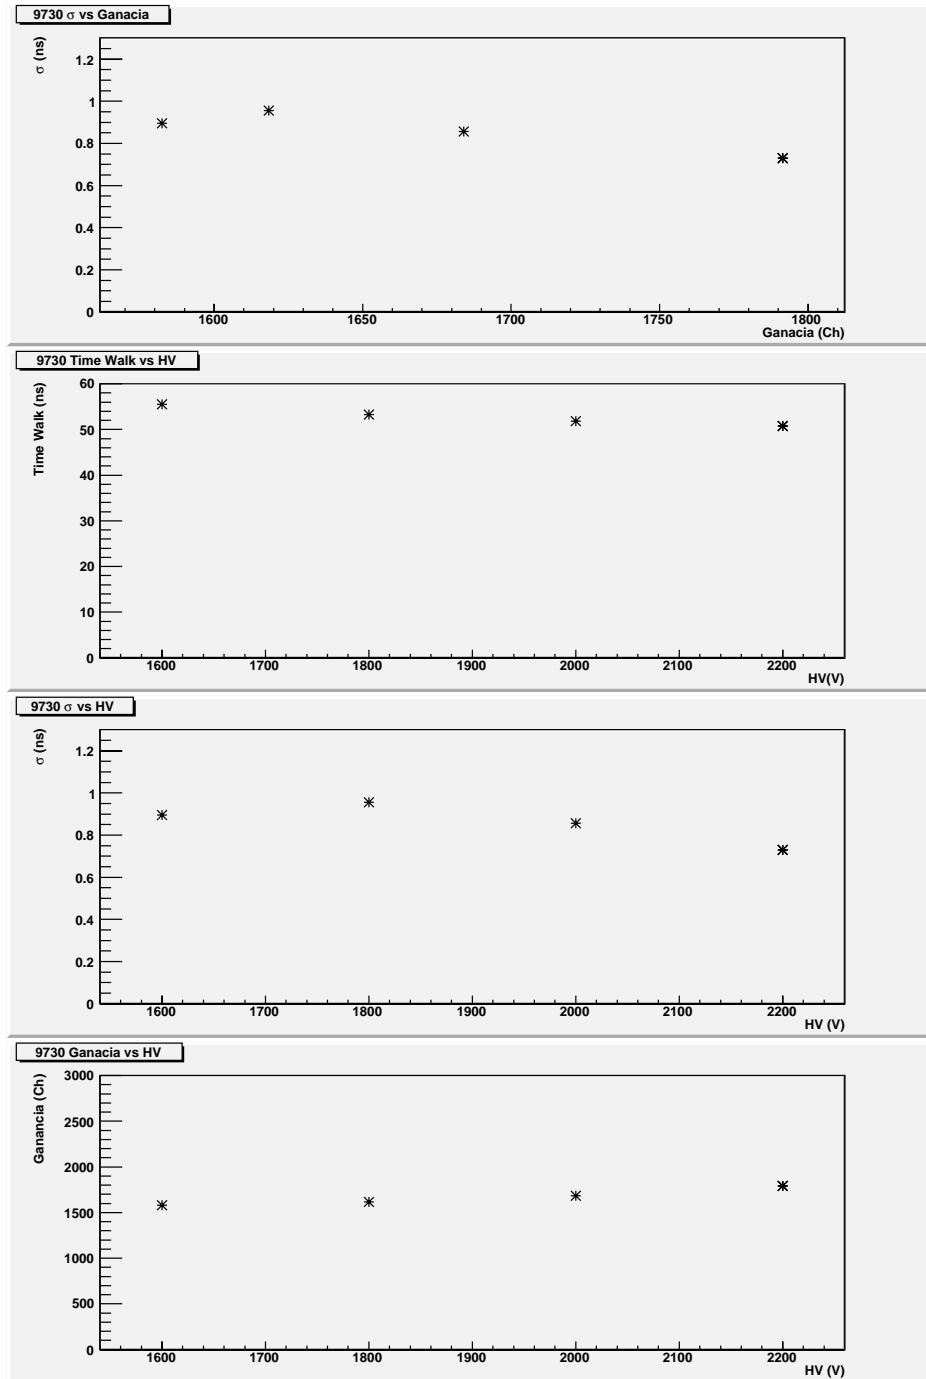 9730 σ vs Ganacia
σ (ns)
1.2
1
0.8
0.6
0.4
0.2
0
1600 1650 1700 1750 1800
Ganacia (Ch)
9730 Time Walk vs HV
Time Walk (ns)
60
50
40
30
20
10
0
1600 1700 1800 1900 2000 2100 2200
HV(V)
9730 σ vs HV
σ (ns)
1.2
1
0.8
0.6
0.4
0.2
0
1600 1700 1800 1900 2000 2100 2200
HV (V)
9730 Ganacia vs HV
Ganancia (Ch)
3000
2500
2000
1500
1000
500
0
1600 1700 1800 1900 2000 2100 2200
HV (V)